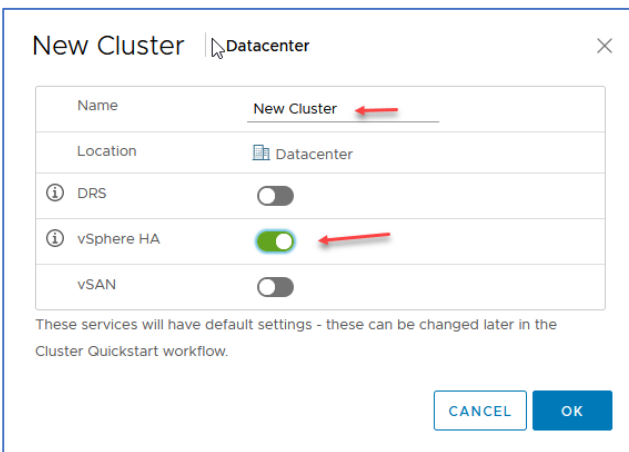 New Cluster Datacenter
Name New Cluster
Location Datacenter
DRS
vSphere HA
vSAN
These services will have default settings - these can be changed later in the
Cluster Quickstart workflow.
CANCEL OK